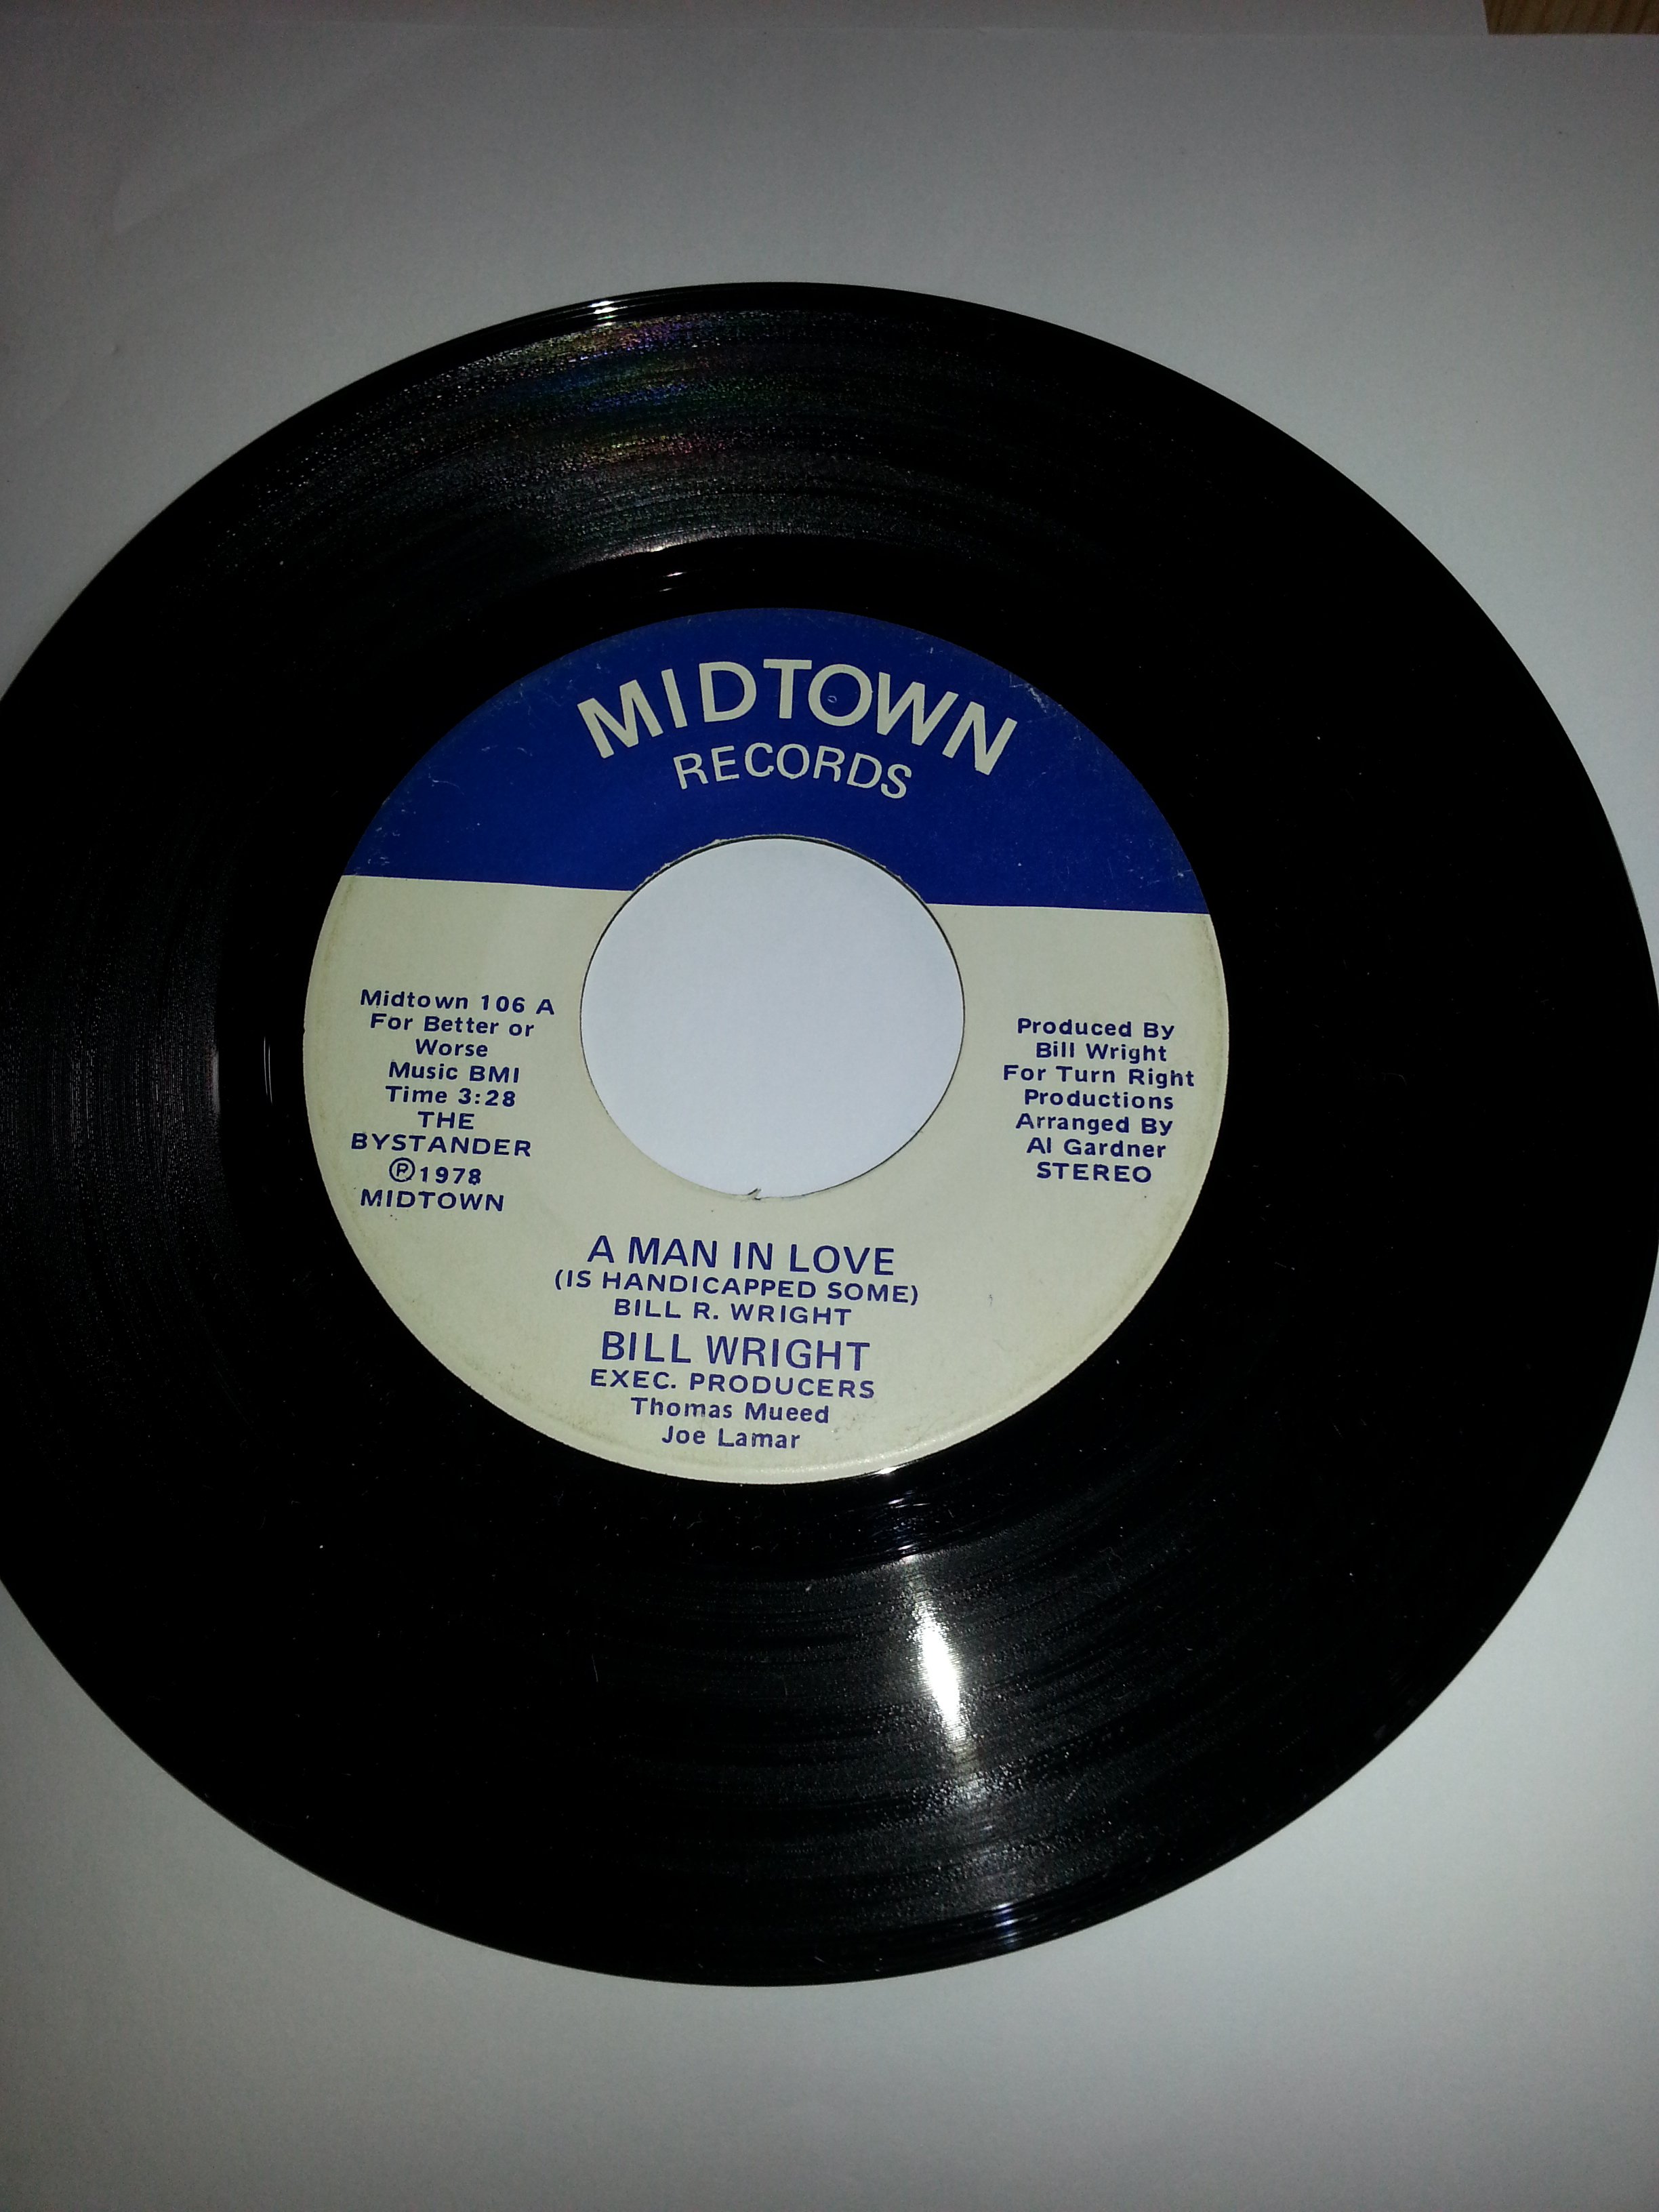 MIDTOWN
RECORDS
Midtown 106 A
For Better or
Worse
Music BMI
Time 3:28
THE
BYSTANDER
Ⓟ1978
MIDTOWN
Produced By
Bill Wright
For Turn Right
Productions
Arranged By
Al Gardner
STEREO
A MAN IN LOVE
(IS HANDICAPPED SOME)
BILL R. WRIGHT
BILL WRIGHT
EXEC. PRODUCERS
Thomas Mueed
Joe Lamar